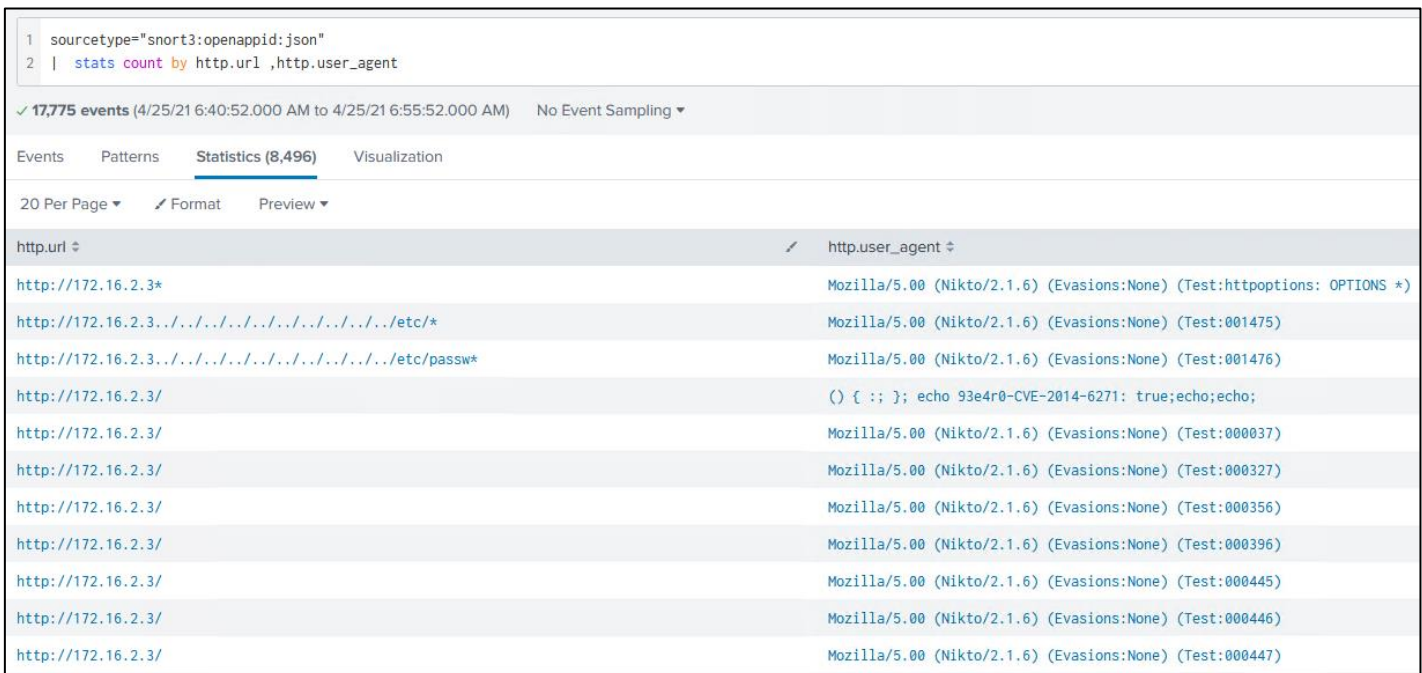 1 sourcetype="snort3:openappid:json"
2 | stats count by http.url ,http.user_agent
✓ 17,775 events (4/25/21 6:40:52.000 AM to 4/25/21 6:55:52.000 AM) No Event Sampling ▾
Events Patterns Statistics (8,496) Visualization
20 Per Page ▾ Format Preview ▾
http.url http.user_agent
http://172.16.2.3* Mozilla/5.00 (Nikto/2.1.6) (Evasions:None) (Test:httpoptions: OPTIONS *)
http://172.16.2.3../../../../../../../../../../etc/* Mozilla/5.00 (Nikto/2.1.6) (Evasions:None) (Test:001475)
http://172.16.2.3../../../../../../../../../../etc/passw* Mozilla/5.00 (Nikto/2.1.6) (Evasions:None) (Test:001476)
http://172.16.2.3/ () { :; }; echo 93e4r0-CVE-2014-6271: true;echo;echo;
http://172.16.2.3/ Mozilla/5.00 (Nikto/2.1.6) (Evasions:None) (Test:000037)
http://172.16.2.3/ Mozilla/5.00 (Nikto/2.1.6) (Evasions:None) (Test:000327)
http://172.16.2.3/ Mozilla/5.00 (Nikto/2.1.6) (Evasions:None) (Test:000356)
http://172.16.2.3/ Mozilla/5.00 (Nikto/2.1.6) (Evasions:None) (Test:000396)
http://172.16.2.3/ Mozilla/5.00 (Nikto/2.1.6) (Evasions:None) (Test:000445)
http://172.16.2.3/ Mozilla/5.00 (Nikto/2.1.6) (Evasions:None) (Test:000446)
http://172.16.2.3/ Mozilla/5.00 (Nikto/2.1.6) (Evasions:None) (Test:000447)